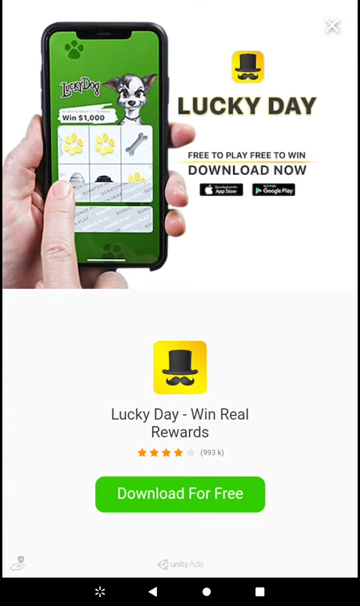 LUCKY DOG
Win $1,000
LUCKY DAY
FREE TO PLAY FREE TO WIN
DOWNLOAD NOW
App Store
Google Play
Lucky Day - Win Real
Rewards
(993 k)
Download For Free
unity Ads